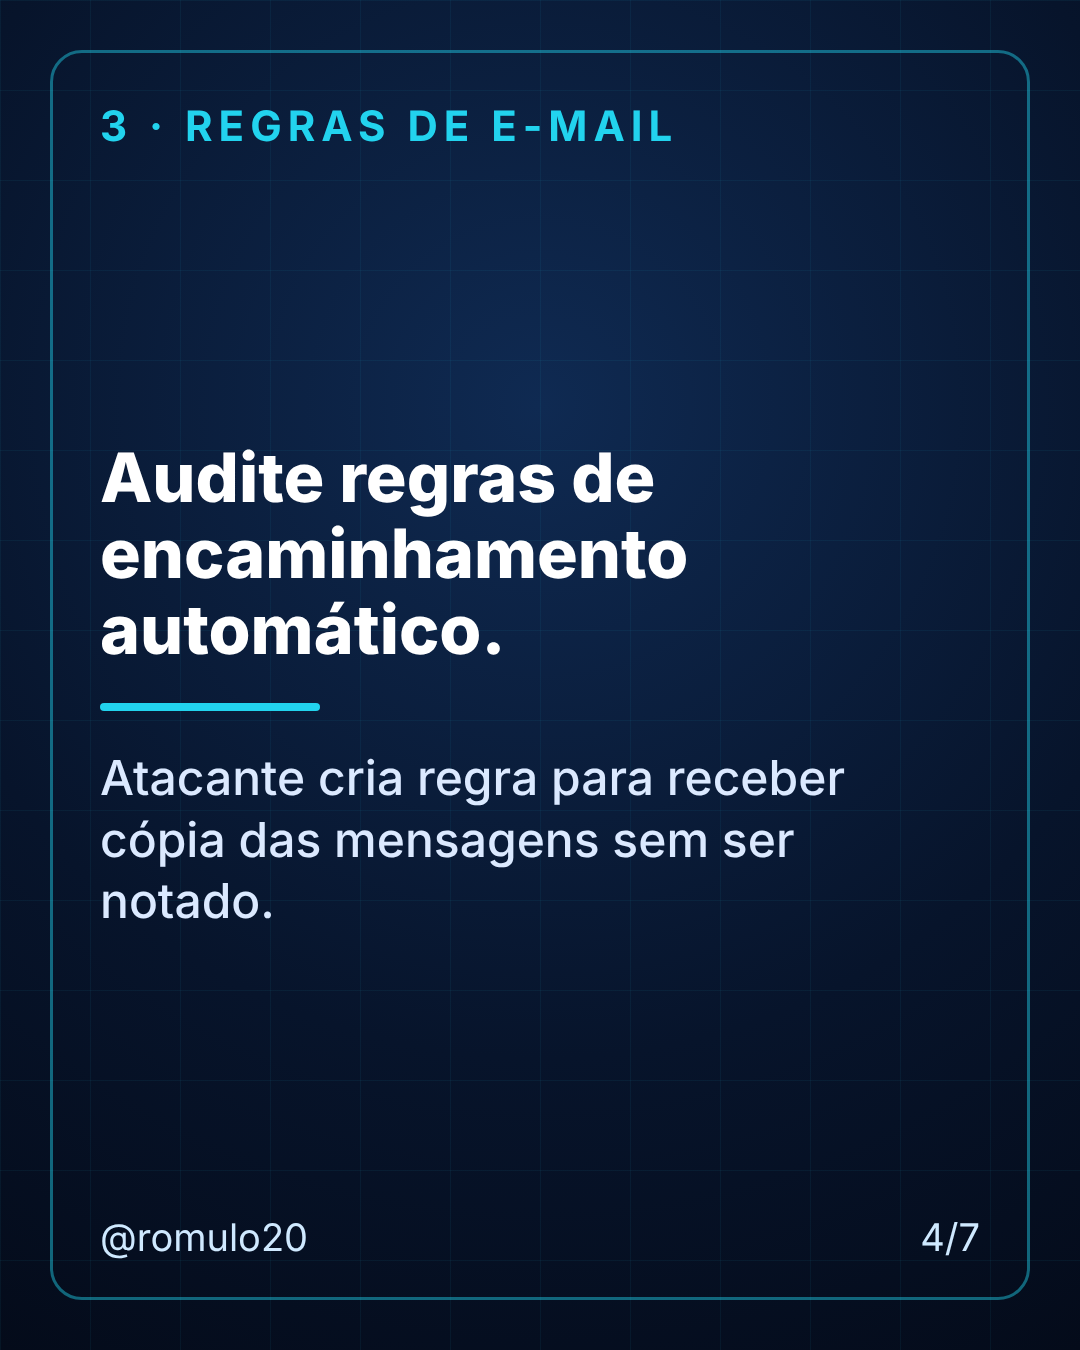 3 · REGRAS DE E-MAIL
Audite regras de
encaminhamento
automático.
Atacante cria regra para receber
cópia das mensagens sem ser
notado.
@romulo20
4/7